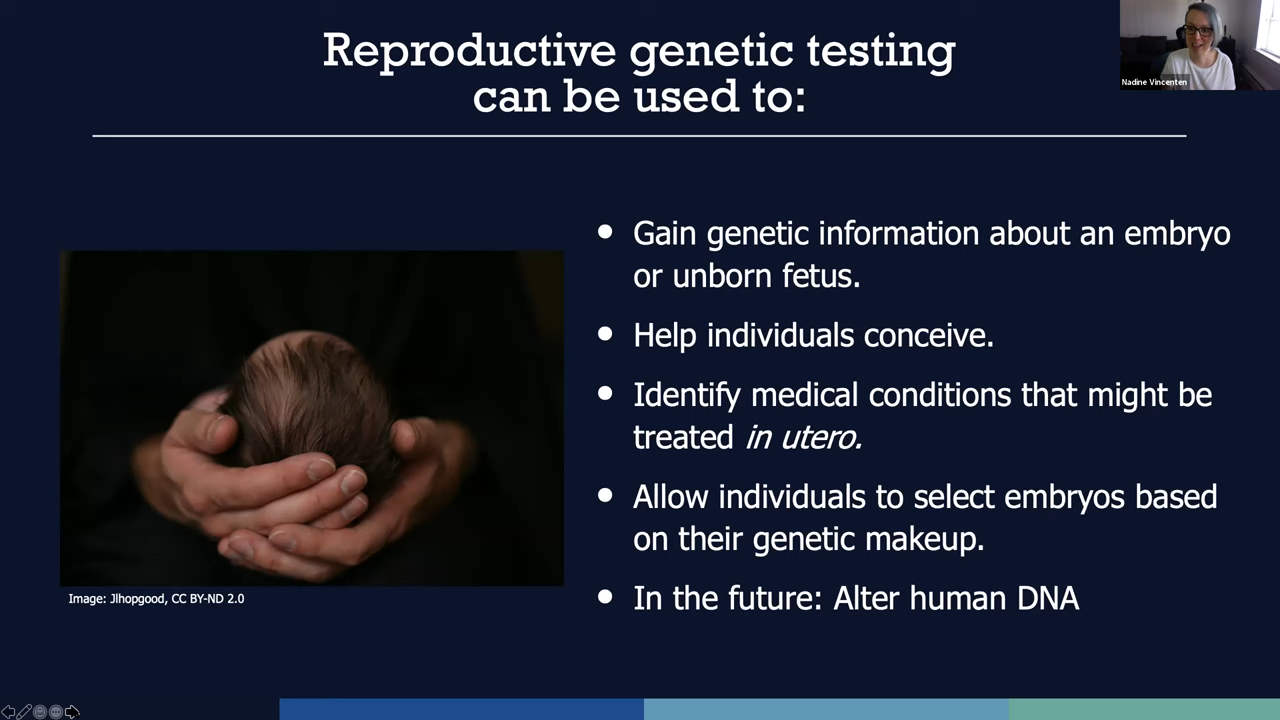 Reproductive genetic testing
can be used to:
Nadine Vincenten
• Gain genetic information about an embryo
or unborn fetus.
• Help individuals conceive.
• Identify medical conditions that might be
treated in utero.
• Allow individuals to select embryos based
on their genetic makeup.
• In the future: Alter human DNA
Image: Jlhopgood, CC BY-ND 2.0